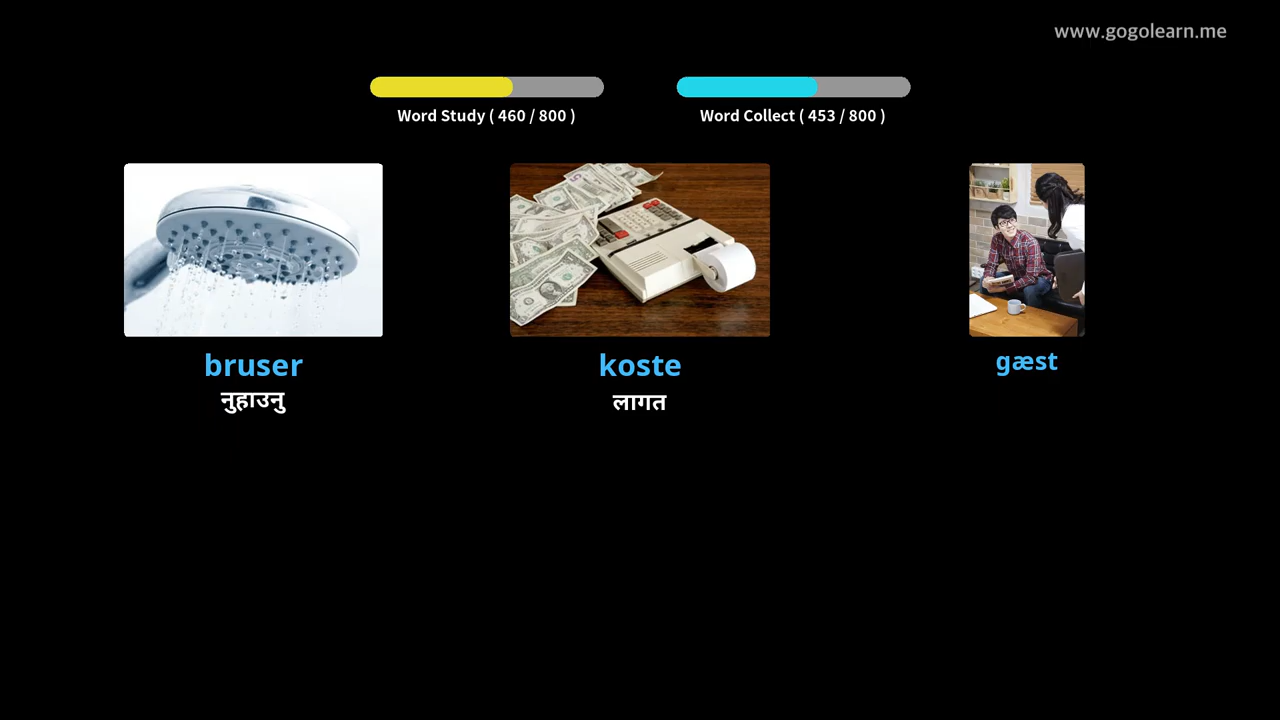 www.gogolearn.me
Word Study ( 460 / 800 )
Word Collect ( 453 / 800 )
bruser
नुहाउनु
koste
लागत
gæst